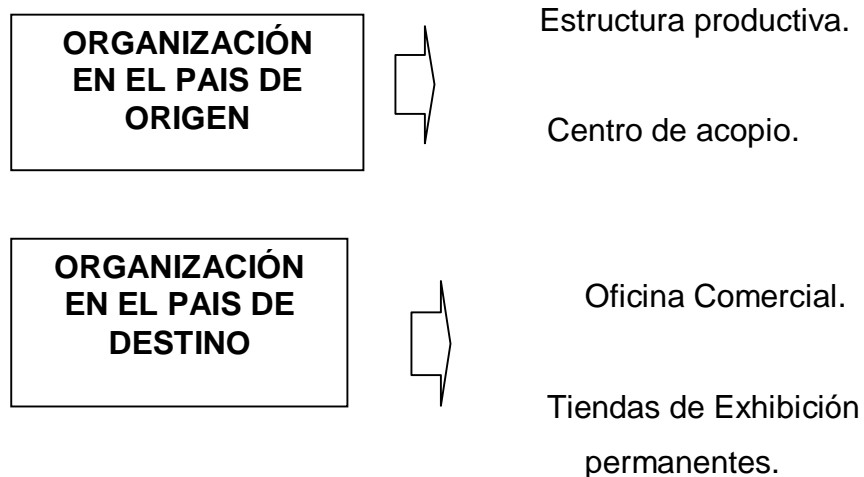 ORGANIZACIÓN
EN EL PAIS DE
ORIGEN
Estructura productiva.
Centro de acopio.
ORGANIZACIÓN
EN EL PAIS DE
DESTINO
Oficina Comercial.
Tiendas de Exhibición
permanentes.